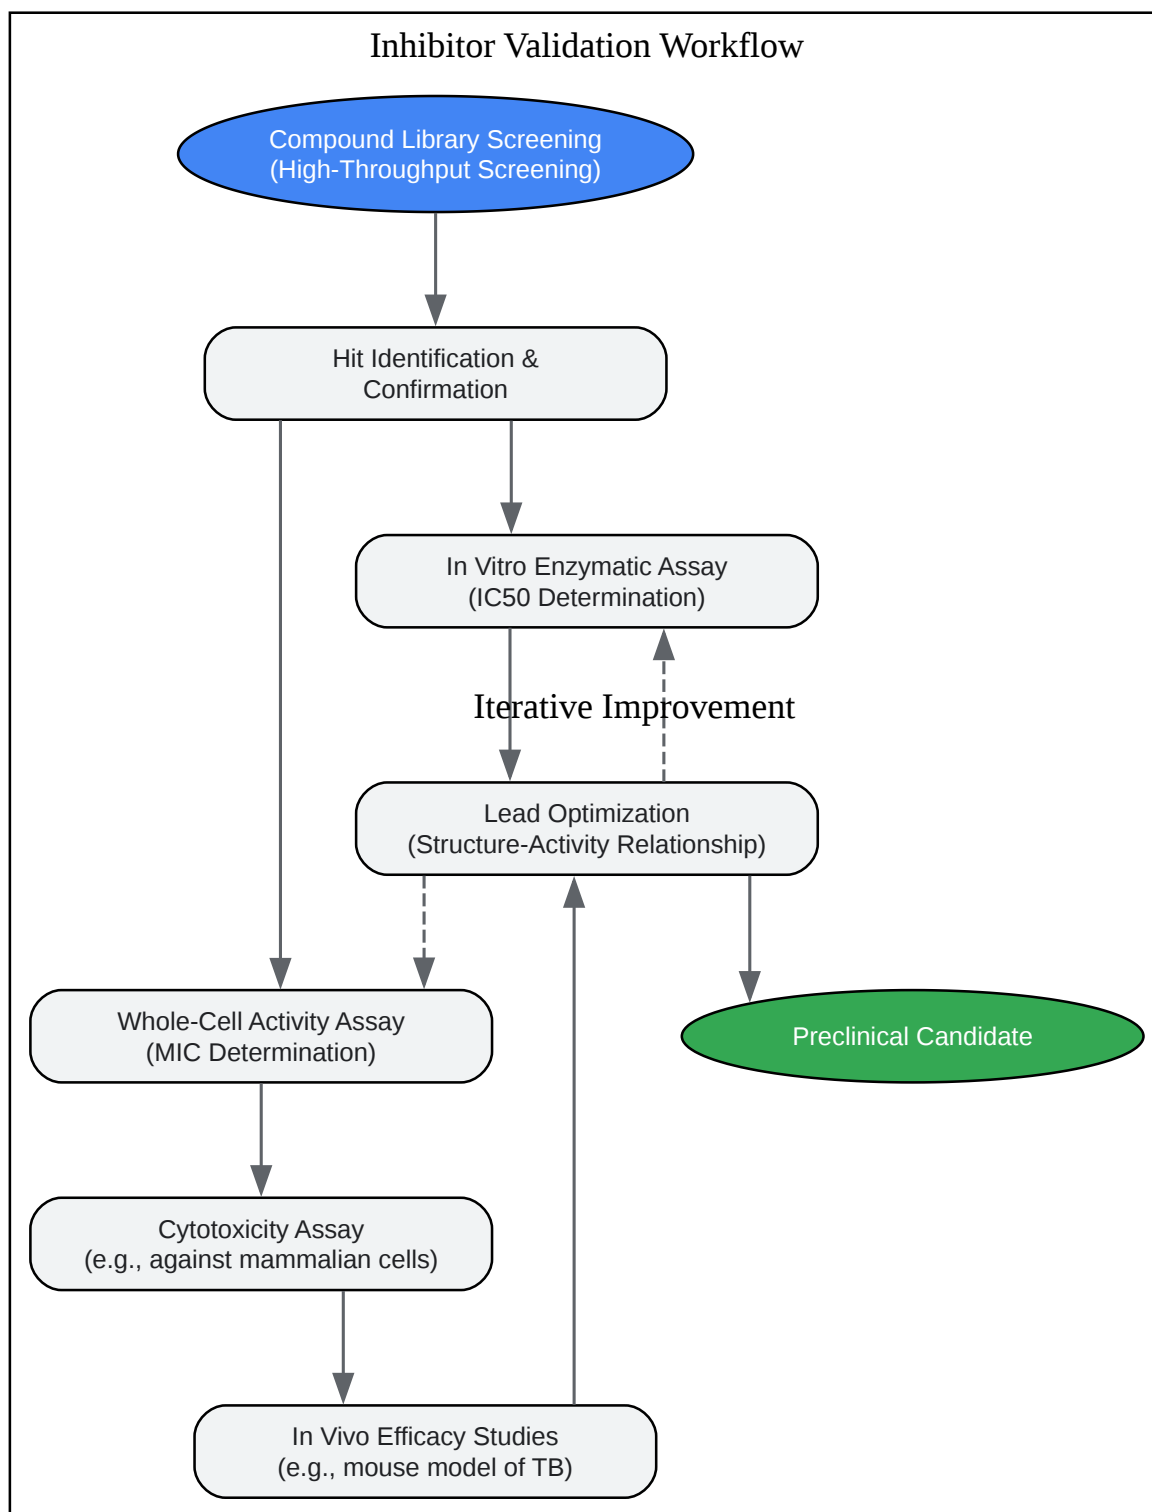 Inhibitor Validation Workflow
Compound Library Screening
(High-Throughput Screening)
Hit Identification &
Confirmation
In Vitro Enzymatic Assay
(IC50 Determination)
Iterative Improvement
Lead Optimization
(Structure-Activity Relationship)
Whole-Cell Activity Assay
(MIC Determination)
Preclinical Candidate
Cytotoxicity Assay
(e.g., against mammalian cells)
In Vivo Efficacy Studies
(e.g., mouse model of TB)